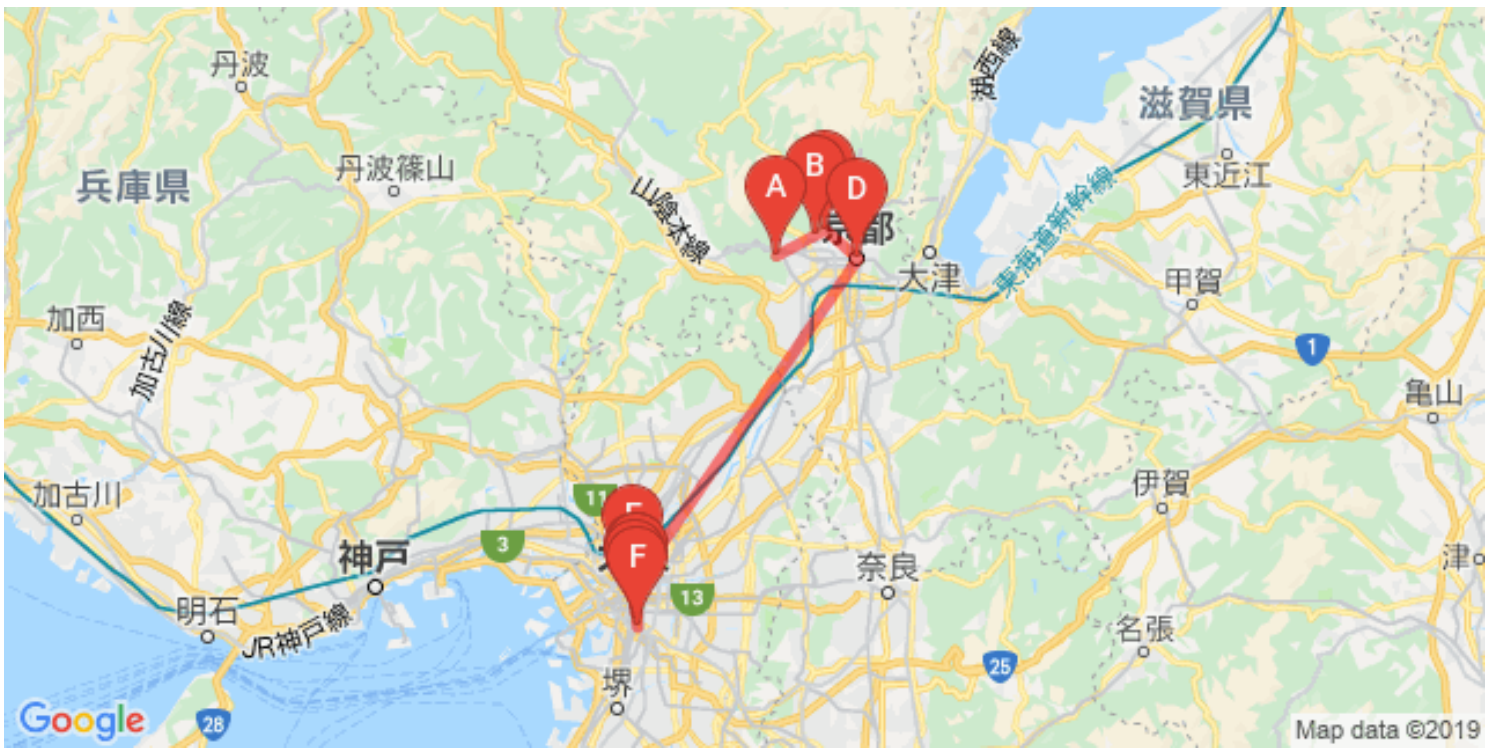 丹波
湖西線
滋賀県
兵庫県
丹波篠山
山陰本線
A
B
D
東近江
京都
大津
東海道新幹線
甲賀
加西
加古川線
1
亀山
加古川
11
伊賀
3
神戸
F
13
奈良
津
明石
JR神戸線
名張
25
堺
Google
28
Map data ©2019